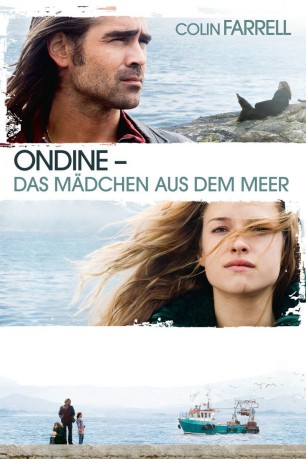 COLIN FARRELL
ONDINE –
DAS MÄDCHEN AUS DEM MEER